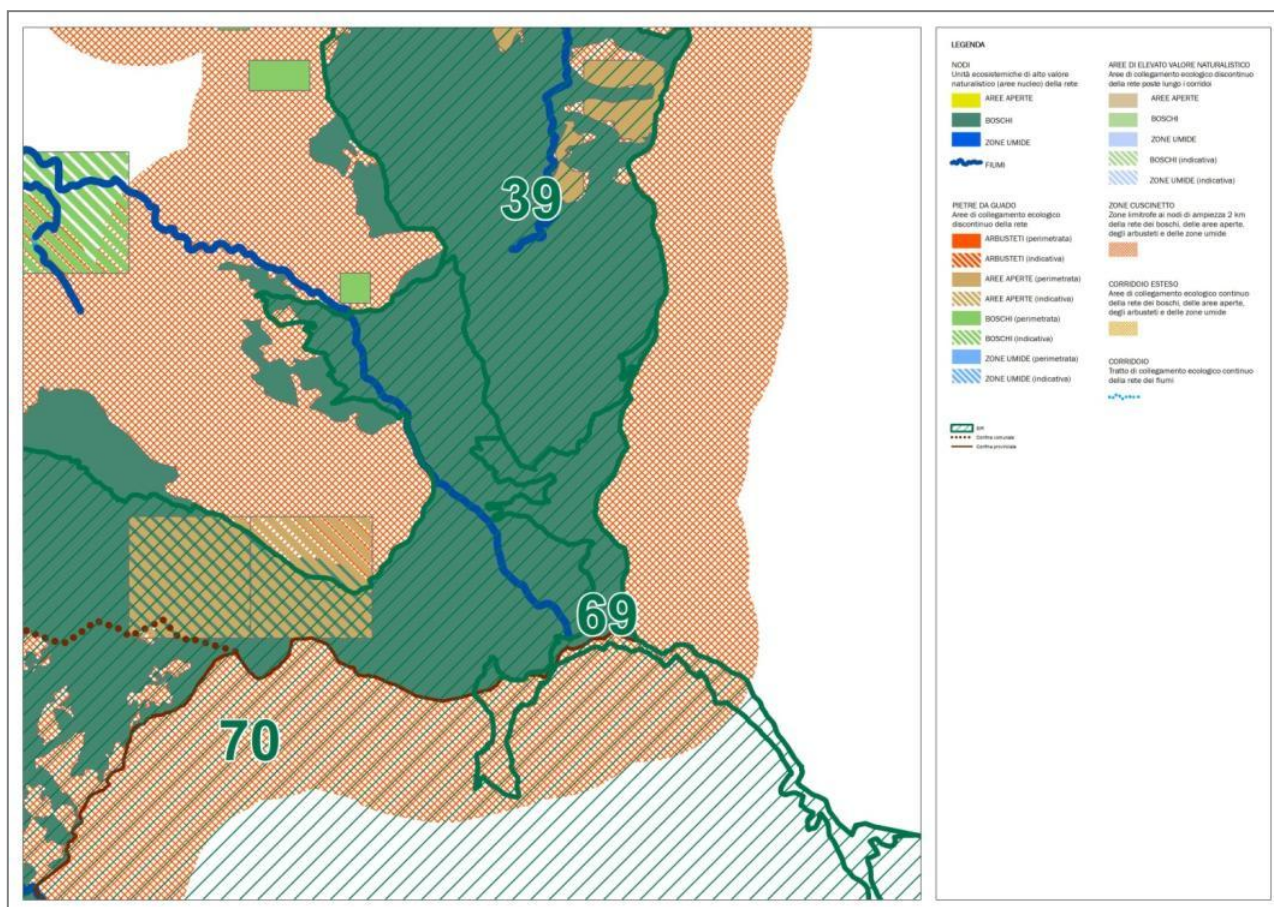 39
69
70
LEGENDA
NODI
Unità ecosistemiche di alto valore
naturalistico (aree nucleo) della rete
AREE APERTE
BOSCHI
ZONE UMIDE
FIUMI
PIETRE DA GUADO
Aree di collegamento ecologico
discontinuo della rete
ARBUSTETI (perimetrata)
ARBUSTETI (indicativa)
AREE APERTE (perimetrata)
AREE APERTE (indicativa)
BOSCHI (perimetrata)
BOSCHI (indicativa)
ZONE UMIDE (perimetrata)
ZONE UMIDE (indicativa)
SIR
Confine comunale
Confine provinciale
AREE DI ELEVATO VALORE NATURALISTICO
Aree di collegamento ecologico discontinuo
della rete poste lungo i corridoi
AREE APERTE
BOSCHI
ZONE UMIDE
BOSCHI (indicativa)
ZONE UMIDE (indicativa)
ZONE CUSCINETTO
Zone limitrofe ai nodi di ampiezza 2 km
della rete dei boschi, delle aree aperte,
degli arbusteti e delle zone umide
CORRIDOIO ESTESO
Aree di collegamento ecologico continuo
della rete dei boschi, delle aree aperte,
degli arbusteti e delle zone umide
CORRIDOIO
Tratto di collegamento ecologico continuo
della rete dei fiumi